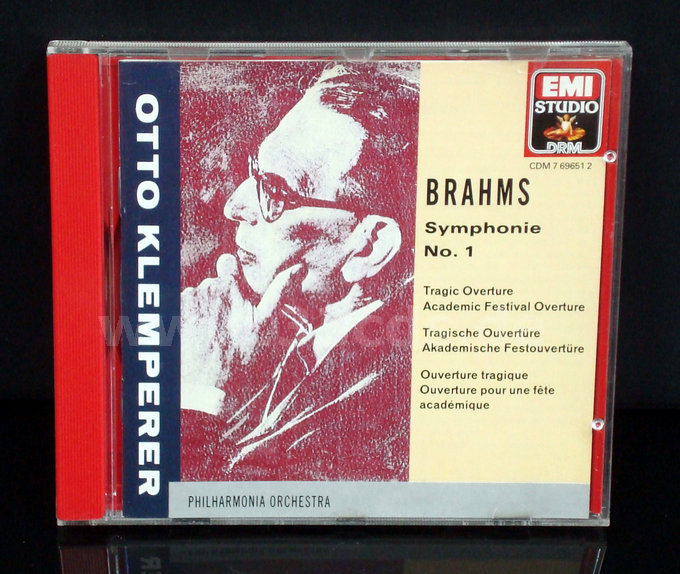 OTTO KLEMPERER
EMI
STUDIO
DRM
CDM 7 69651 2
BRAHMS
Symphonie
No. 1
Tragic Overture
Academic Festival Overture
Tragische Ouvertüre
Akademische Festouvertüre
Ouverture tragique
Ouverture pour une fête
académique
PHILHARMONIA ORCHESTRA